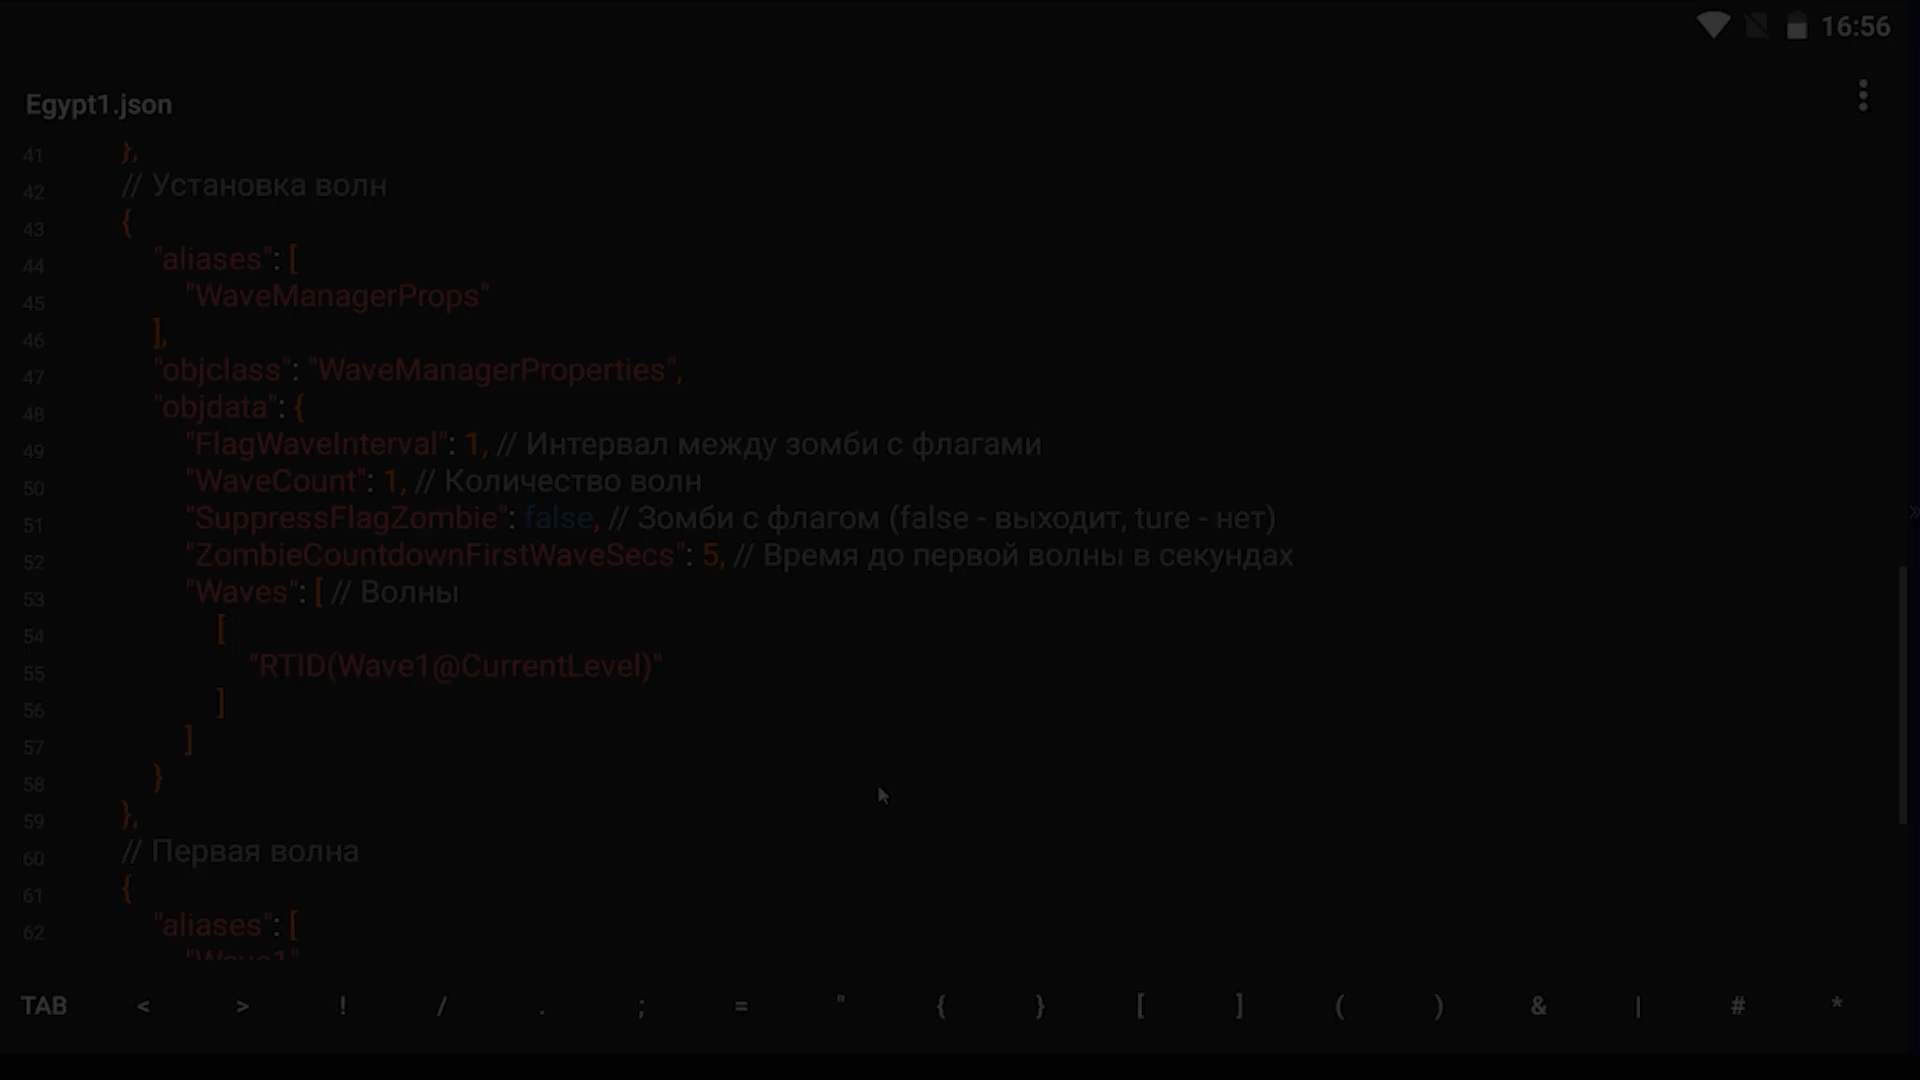 16:56
Egypt1.json
41 },
42 // Установка волн
43 {
44 "aliases": [
45 "WaveManagerProps"
46 ],
47 "objclass": "WaveManagerProperties",
48 "objdata": {
49 "FlagWaveInterval": 1, // Интервал между зомби с флагами
50 "WaveCount": 1, // Количество волн
51 "SuppressFlagZombie": false, // Зомби с флагом (false - выходит, ture - нет)
52 "ZombieCountdownFirstWaveSecs": 5, // Время до первой волны в секундах
53 "Waves": [ // Волны
54 [
55 "RTID(Wave1@CurrentLevel)"
56 ]
57 ]
58 }
59 },
60 // Первая волна
61 {
62 "aliases": [
"Wave1"
TAB < > ! / . ; = " { } [ ] ( ) & | # *